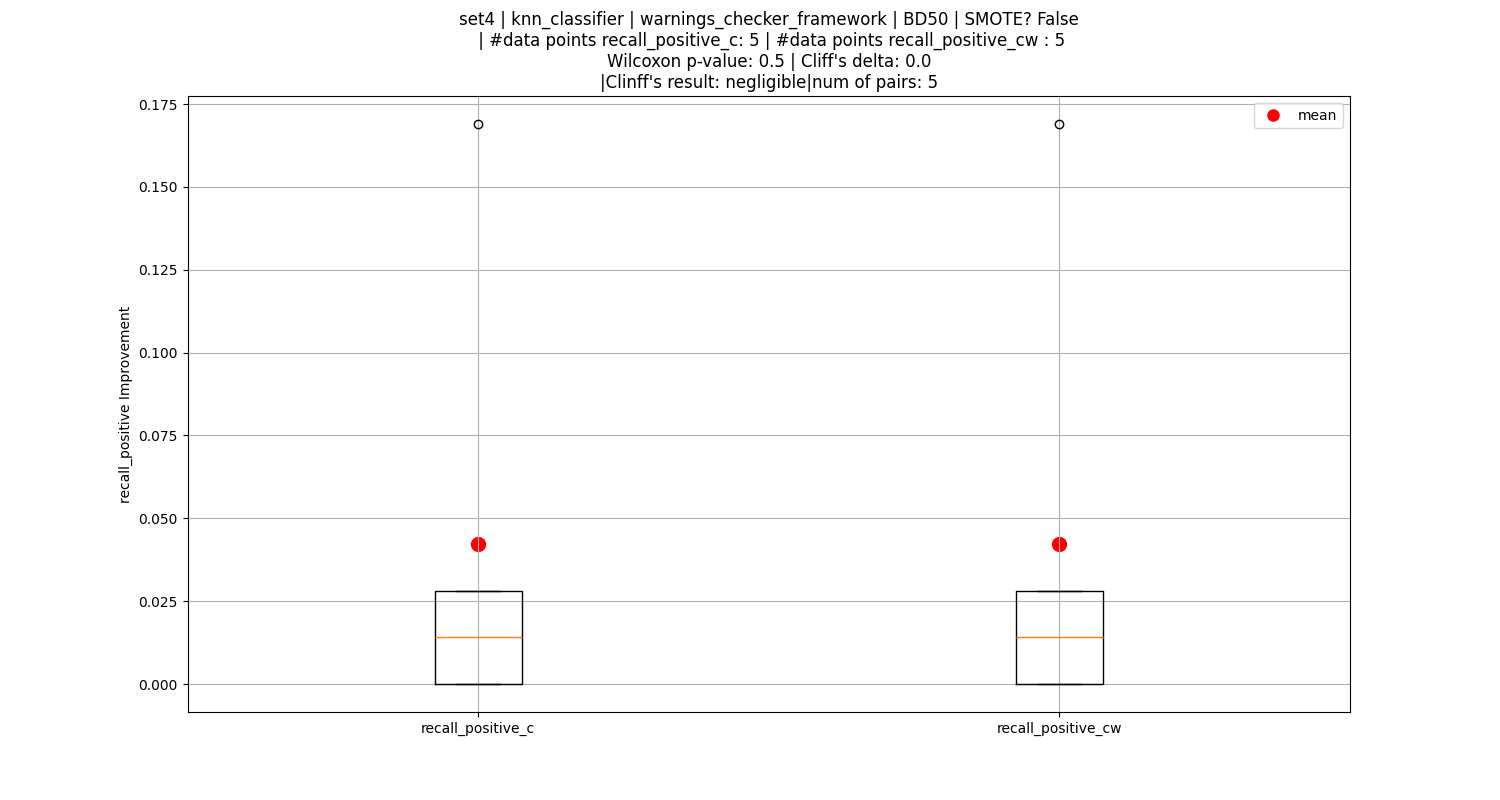 set4 | knn_classifier | warnings_checker_framework | BD50 | SMOTE? False
| #data points recall_positive_c: 5 | #data points recall_positive_cw : 5
Wilcoxon p-value: 0.5 | Cliff's delta: 0.0
|Clinff's result: negligible|num of pairs: 5
mean
0.175
0.150
0.125
0.100
0.075
0.050
0.025
0.000
recall_positive Improvement
recall_positive_c
recall_positive_cw